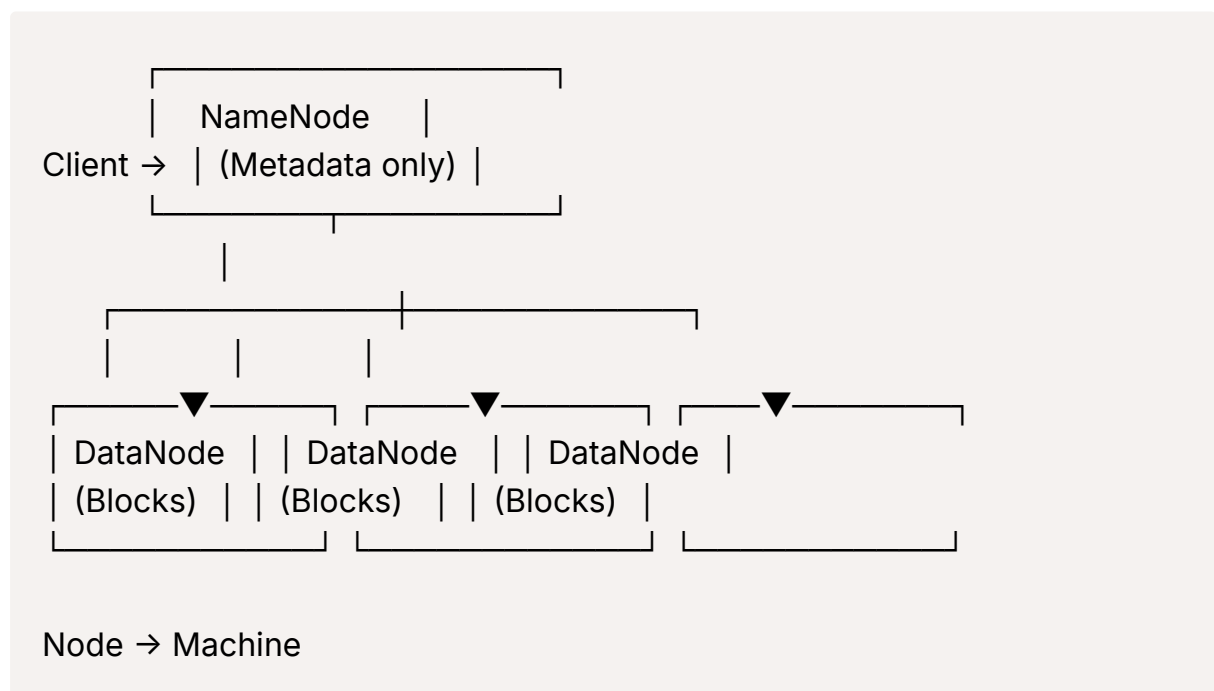 NameNode
Client → (Metadata only)
DataNode DataNode DataNode
(Blocks) (Blocks) (Blocks)
Node → Machine